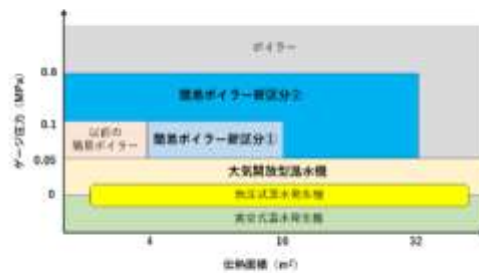 ボイラー
0.6
簡易ボイラー新区分②
0.1
以前の
簡易ボイラー
簡易ボイラー新区分①
0.05
大気開放型温水機
0
無圧式温水発生機
真空式温水発生機
4
16
32
ゲージ圧力（MPa）
伝熱面積（m²）